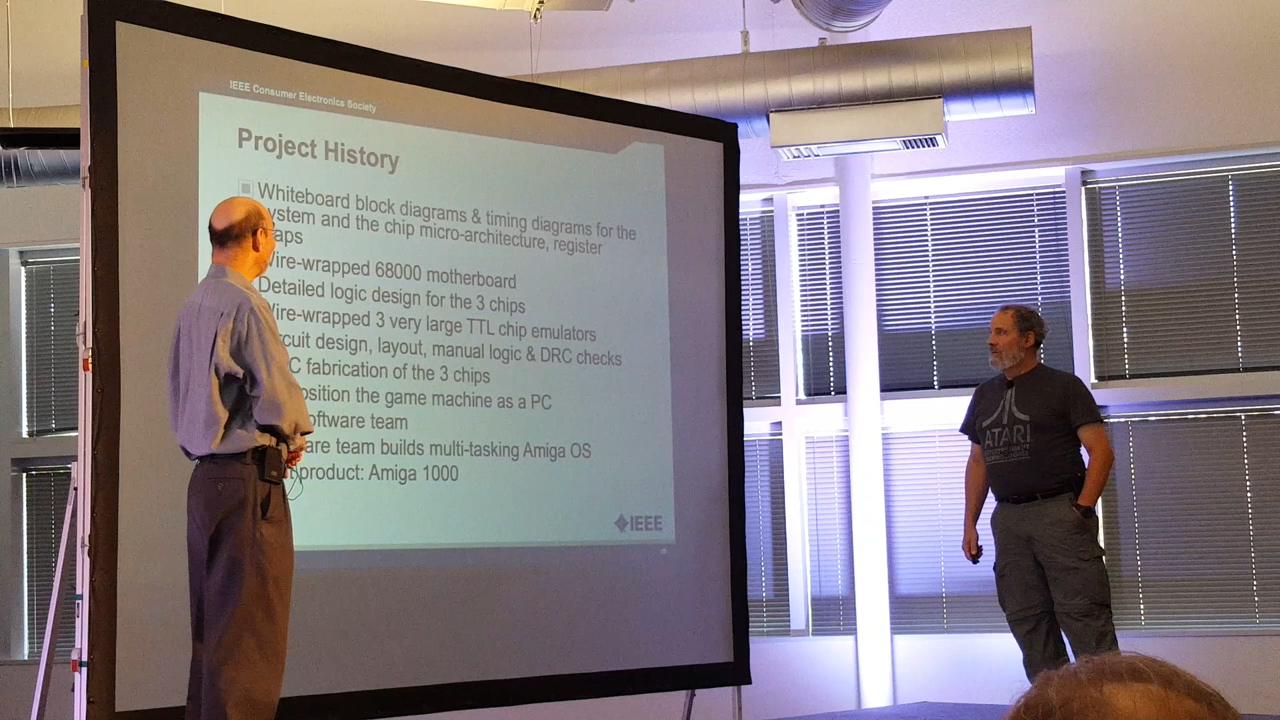 IEEE Consumer Electronics Society
Project History
Whiteboard block diagrams & timing diagrams for the
ystem and the chip micro-architecture, register
aps
Wire-wrapped 68000 motherboard
Detailed logic design for the 3 chips
Wire-wrapped 3 very large TTL chip emulators
rcuit design, layout, manual logic & DRC checks
C fabrication of the 3 chips
osition the game machine as a PC
oftware team
are team builds multi-tasking Amiga OS
product: Amiga 1000
IEEE
ATARI